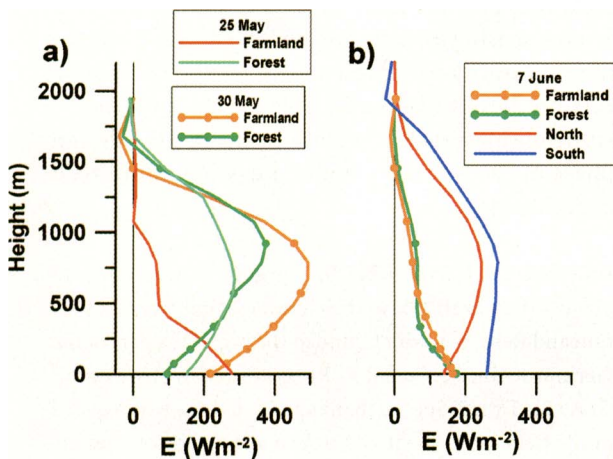 a)
25 May
Farmland
Forest
30 May
Farmland
Forest
b)
7 June
Farmland
Forest
North
South
Height (m)
2000
1500
1000
500
0
0 200 400
E (Wm-2)
0 200 400
E (Wm-2)